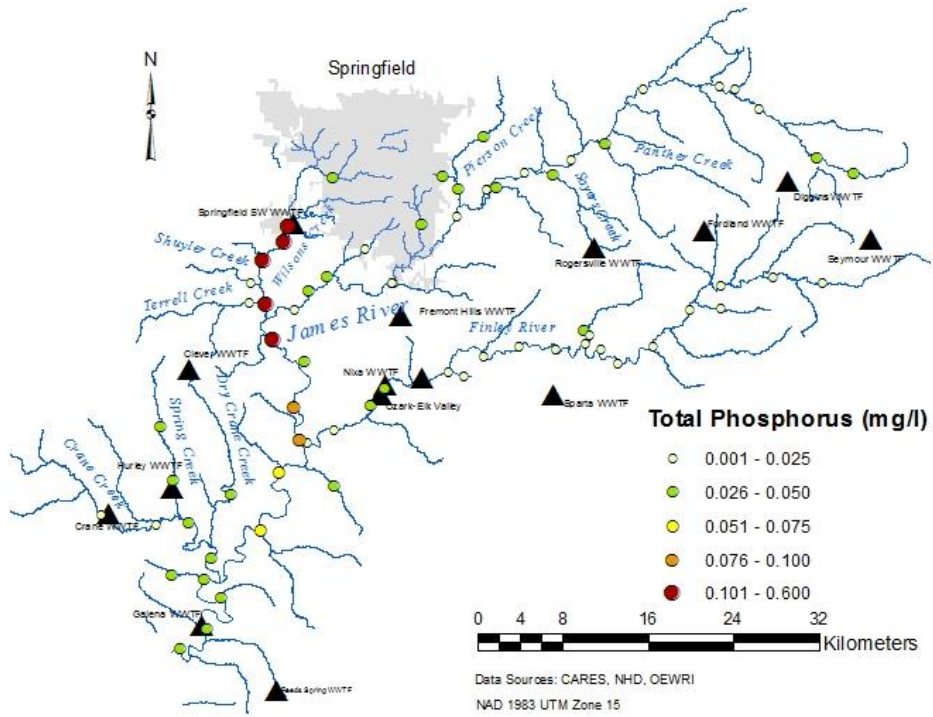 N
Springfield
Pierson Creek
Panther Creek
Diggins WWTF
Springfield SW WWTF
Wilsons Creek
Sayers Creek
Fordland WWTF
Shuyler Creek
Rogersville WWTF
Seymour WWTF
Terrell Creek
James River
Fremont Hills WWTF
Finley River
Clever WWTF
Nixa WWTF
Dry Crane Creek
Ozark-Elk Valley
Sparta WWTF
Spring Creek
Total Phosphorus (mg/l)
0.001 - 0.025
0.026 - 0.050
0.051 - 0.075
0.076 - 0.100
0.101 - 0.600
Crane Creek
Hurley WWTF
Crane WWTF
Galena WWTF
0 4 8 16 24 32
Kilometers
Reeds Spring WWTF
Data Sources: CARES, NHD, OEWRI
NAD 1983 UTM Zone 15